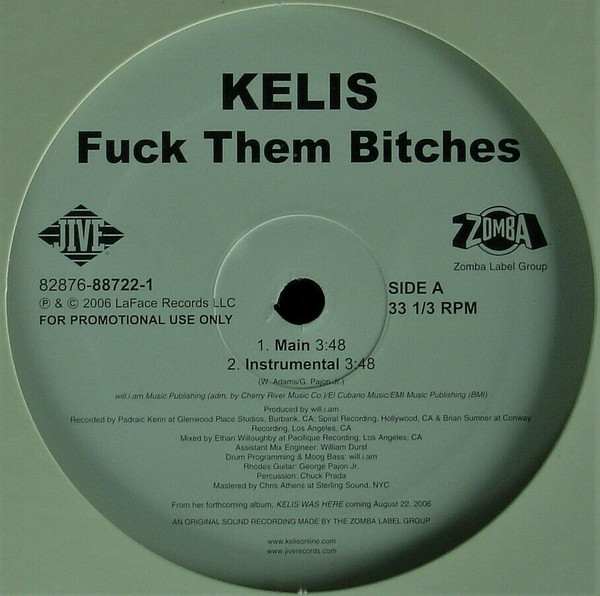 KELIS
Fuck Them Bitches
JIVE
ZOMBA
Zomba Label Group
82876-88722-1
℗ & © 2006 LaFace Records LLC
FOR PROMOTIONAL USE ONLY
SIDE A
33 1/3 RPM
1. Main 3:48
2. Instrumental 3:48
(W. Adams/G. Pajon Jr.)
will.i.am Music Publishing (adm. by Cherry River Music Co.)/El Cubano Music/EMI Music Publishing (BMI)
Produced by will.i.am
Recorded by Padraic Kerin at Glenwood Place Studios, Burbank, CA; Spiral Recording, Hollywood, CA & Brian Sumner at Conway
Recording, Los Angeles, CA
Mixed by Ethan Willoughby at Pacifique Recording, Los Angeles, CA
Assistant Mix Engineer: William Durst
Drum Programming & Moog Bass: will.i.am
Rhodes Guitar: George Pajon Jr.
Percussion: Chuck Prada
Mastered by Chris Athens at Sterling Sound, NYC
From her forthcoming album, KELIS WAS HERE coming August 22, 2006
AN ORIGINAL SOUND RECORDING MADE BY THE ZOMBA LABEL GROUP
www.kelisonline.com
www.jiverecords.com